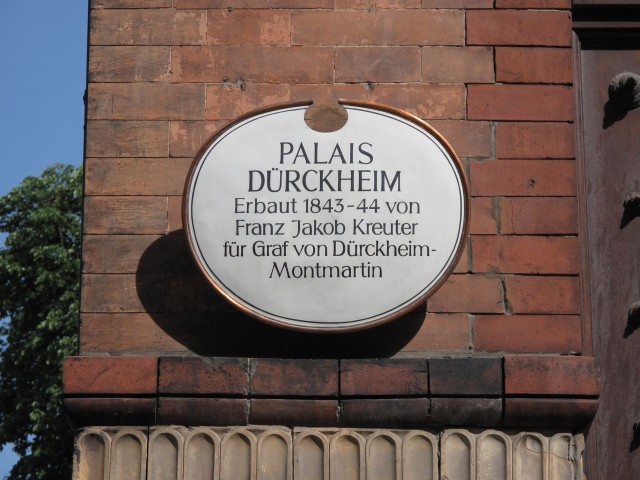 PALAIS
DÜRCKHEIM
Erbaut 1843-44 von
Franz Jakob Kreuter
für Graf von Dürckheim-
Montmartin